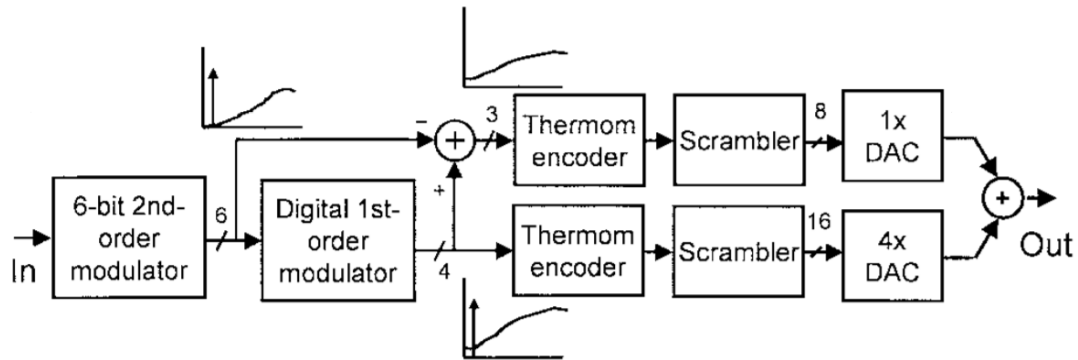 −
+
3
Thermom
encoder
Scrambler
8
1x
DAC
In
6-bit 2nd-
order
modulator
6
Digital 1st-
order
modulator
+
4
Thermom
encoder
Scrambler
16
4x
DAC
+
Out